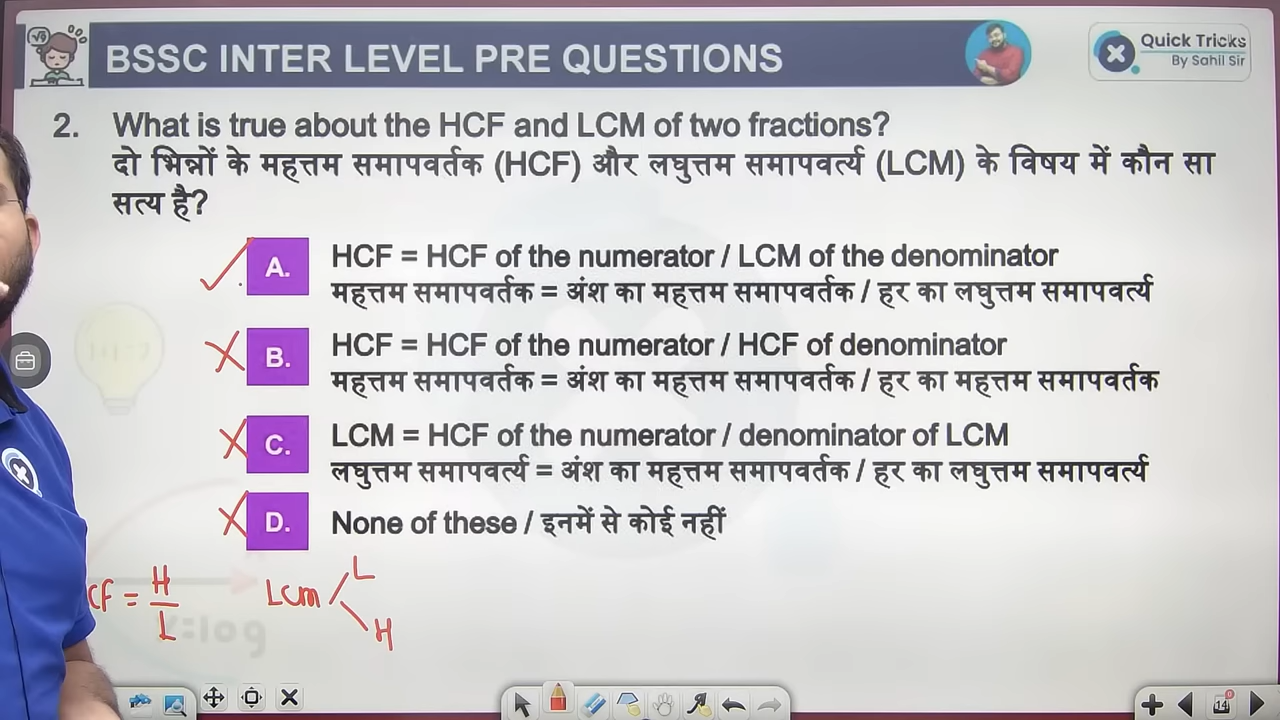 BSSC INTER LEVEL PRE QUESTIONS
Quick Tricks
By Sahil Sir
2. What is true about the HCF and LCM of two fractions?
दो भिन्नों के महत्तम समापवर्तक (HCF) और लघुत्तम समापवर्त्य (LCM) के विषय में कौन सा
सत्य है?
A. HCF = HCF of the numerator / LCM of the denominator
महत्तम समापवर्तक = अंश का महत्तम समापवर्तक / हर का लघुत्तम समापवर्त्य
B. HCF = HCF of the numerator / HCF of denominator
महत्तम समापवर्तक = अंश का महत्तम समापवर्तक / हर का महत्तम समापवर्तक
C. LCM = HCF of the numerator / denominator of LCM
लघुत्तम समापवर्त्य = अंश का महत्तम समापवर्तक / हर का लघुत्तम समापवर्त्य
D. None of these / इनमें से कोई नहीं
CF = H
L
LCM
L
H
=log
14